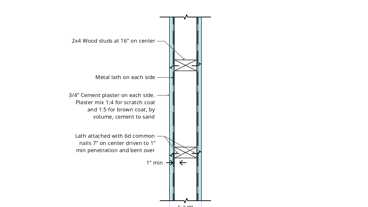 2x4 Wood studs at 16" on center
Metal lath on each side
3/4" Cement plaster on each side.
Plaster mix 1:4 for scratch coat
and 1:5 for brown coat, by
volume, cement to sand
Lath attached with 6d common
nails 7" on center driven to 1"
min penetration and bent over
1" min